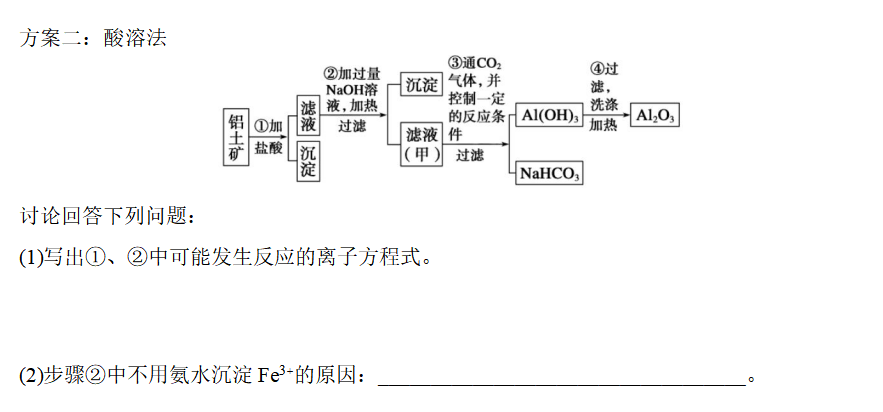 方案二：酸溶法
铝土矿
①加盐酸
滤液
沉淀
②加过量NaOH溶液，加热
过滤
沉淀
滤液（甲）
③通CO₂气体，并控制一定的反应条件
过滤
Al(OH)₃
NaHCO₃
④过滤，洗涤
加热
Al₂O₃
讨论回答下列问题：
(1)写出①、②中可能发生反应的离子方程式。
(2)步骤②中不用氨水沉淀 Fe³⁺的原因：____________________________________。